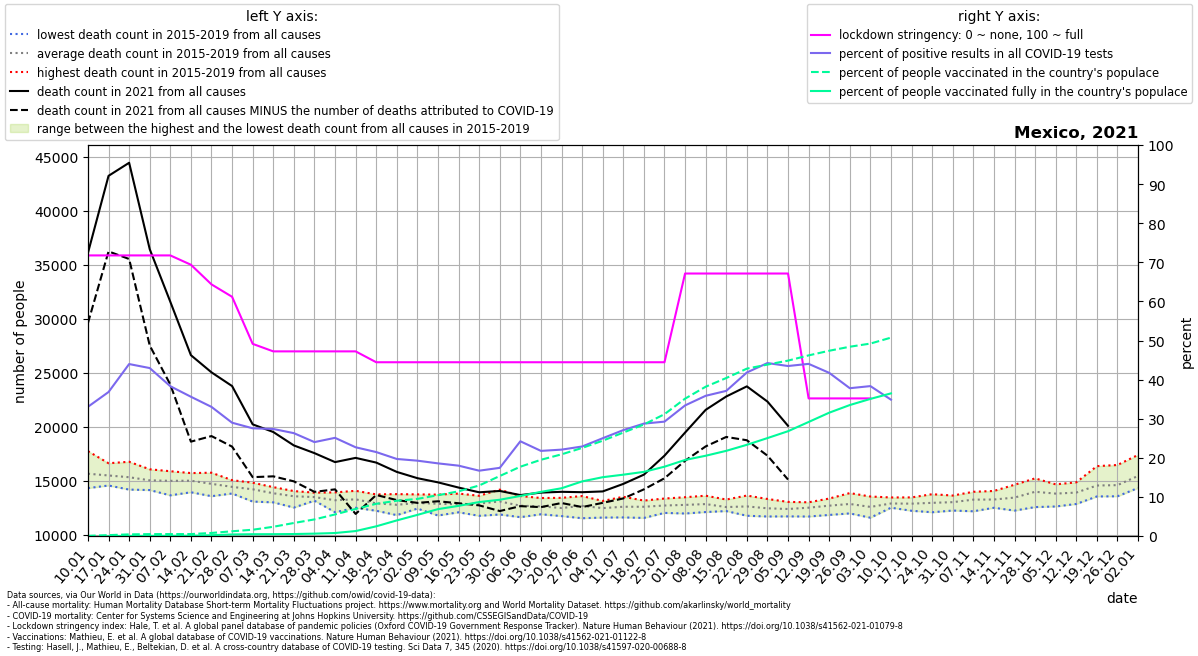 left Y axis:
lowest death count in 2015-2019 from all causes
average death count in 2015-2019 from all causes
highest death count in 2015-2019 from all causes
death count in 2021 from all causes
death count in 2021 from all causes MINUS the number of deaths attributed to COVID-19
range between the highest and the lowest death count from all causes in 2015-2019
right Y axis:
lockdown stringency: 0 ~ none, 100 ~ full
percent of positive results in all COVID-19 tests
percent of people vaccinated in the country's populace
percent of people vaccinated fully in the country's populace
Mexico, 2021
number of people
45000
40000
35000
30000
25000
20000
15000
10000
100
90
80
70
60
50
40
30
20
10
0
percent
10.01 17.01 24.01 31.01 07.02 14.02 21.02 28.02 07.03 14.03 21.03 28.03 04.04 11.04 18.04 25.04 02.05 09.05 16.05 23.05 30.05 06.06 13.06 20.06 27.06 04.07 11.07 18.07 25.07 01.08 08.08 15.08 22.08 29.08 05.09 12.09 19.09 26.09 03.10 10.10 17.10 24.10 31.10 07.11 14.11 21.11 28.11 05.12 12.12 19.12 26.12 02.01
date
Data sources, via Our World in Data (https://ourworldindata.org, https://github.com/owid/covid-19-data):
- All-cause mortality: Human Mortality Database Short-term Mortality Fluctuations project. https://www.mortality.org and World Mortality Dataset. https://github.com/akarlinsky/world_mortality
- COVID-19 mortality: Center for Systems Science and Engineering at Johns Hopkins University. https://github.com/CSSEGISandData/COVID-19
- Lockdown stringency index: Hale, T. et al. A global panel database of pandemic policies (Oxford COVID-19 Government Response Tracker). Nature Human Behaviour (2021). https://doi.org/10.1038/s41562-021-01079-8
- Vaccinations: Mathieu, E. et al. A global database of COVID-19 vaccinations. Nature Human Behaviour (2021). https://doi.org/10.1038/s41562-021-01122-8
- Testing: Hasell, J., Mathieu, E., Beltekian, D. et al. A cross-country database of COVID-19 testing. Sci Data 7, 345 (2020). https://doi.org/10.1038/s41597-020-00688-8